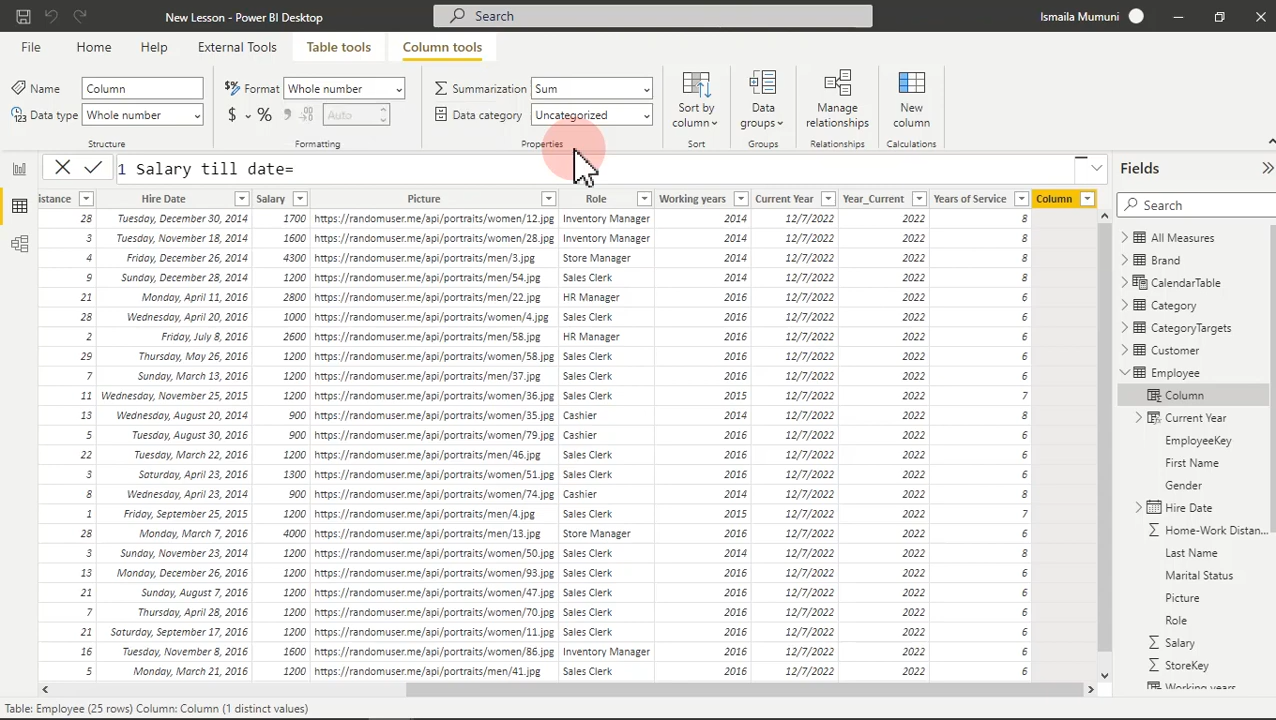 New Lesson - Power BI Desktop
Search
Ismaila Mumuni
File
Home
Help
External Tools
Table tools
Column tools
Name
Column
Data type
Whole number
Structure
$% Format
Whole number
$
%
Auto
Formatting
Summarization
Sum
Data category
Uncategorized
Properties
Sort by column
Sort
Data groups
Groups
Manage relationships
Relationships
New column
Calculations
1 Salary till date=
istance Hire Date Salary Picture Role Working years Current Year Year_Current Years of Service Column
28 Tuesday, December 30, 2014 1700 https://randomuser.me/api/portraits/women/12.jpg Inventory Manager 2014 12/7/2022 2022 8
3 Tuesday, November 18, 2014 1600 https://randomuser.me/api/portraits/women/28.jpg Inventory Manager 2014 12/7/2022 2022 8
4 Friday, December 26, 2014 4300 https://randomuser.me/api/portraits/men/3.jpg Store Manager 2014 12/7/2022 2022 8
9 Sunday, December 28, 2014 1200 https://randomuser.me/api/portraits/men/54.jpg Sales Clerk 2014 12/7/2022 2022 8
21 Monday, April 11, 2016 2800 https://randomuser.me/api/portraits/men/22.jpg HR Manager 2016 12/7/2022 2022 6
28 Wednesday, April 20, 2016 1000 https://randomuser.me/api/portraits/women/4.jpg Sales Clerk 2016 12/7/2022 2022 6
2 Friday, July 8, 2016 2600 https://randomuser.me/api/portraits/men/58.jpg HR Manager 2016 12/7/2022 2022 6
29 Thursday, May 26, 2016 1200 https://randomuser.me/api/portraits/women/58.jpg Sales Clerk 2016 12/7/2022 2022 6
7 Sunday, March 13, 2016 1200 https://randomuser.me/api/portraits/men/37.jpg Sales Clerk 2016 12/7/2022 2022 6
11 Wednesday, November 25, 2015 1200 https://randomuser.me/api/portraits/women/36.jpg Sales Clerk 2015 12/7/2022 2022 7
13 Wednesday, August 20, 2014 900 https://randomuser.me/api/portraits/women/35.jpg Cashier 2014 12/7/2022 2022 8
5 Tuesday, August 30, 2016 900 https://randomuser.me/api/portraits/women/79.jpg Cashier 2016 12/7/2022 2022 6
22 Tuesday, March 22, 2016 1200 https://randomuser.me/api/portraits/men/46.jpg Sales Clerk 2016 12/7/2022 2022 6
3 Saturday, April 23, 2016 1300 https://randomuser.me/api/portraits/women/51.jpg Sales Clerk 2016 12/7/2022 2022 6
8 Wednesday, April 23, 2014 900 https://randomuser.me/api/portraits/women/74.jpg Cashier 2014 12/7/2022 2022 8
1 Friday, September 25, 2015 1200 https://randomuser.me/api/portraits/men/4.jpg Sales Clerk 2015 12/7/2022 2022 7
28 Monday, March 7, 2016 4000 https://randomuser.me/api/portraits/men/13.jpg Store Manager 2016 12/7/2022 2022 6
3 Sunday, November 23, 2014 1200 https://randomuser.me/api/portraits/women/50.jpg Sales Clerk 2014 12/7/2022 2022 8
13 Monday, December 26, 2016 1200 https://randomuser.me/api/portraits/women/93.jpg Sales Clerk 2016 12/7/2022 2022 6
21 Sunday, August 7, 2016 1200 https://randomuser.me/api/portraits/women/47.jpg Sales Clerk 2016 12/7/2022 2022 6
7 Thursday, April 28, 2016 1200 https://randomuser.me/api/portraits/women/70.jpg Sales Clerk 2016 12/7/2022 2022 6
21 Saturday, September 17, 2016 1200 https://randomuser.me/api/portraits/women/11.jpg Sales Clerk 2016 12/7/2022 2022 6
16 Tuesday, November 8, 2016 1600 https://randomuser.me/api/portraits/women/86.jpg Inventory Manager 2016 12/7/2022 2022 6
5 Monday, March 21, 2016 1200 https://randomuser.me/api/portraits/men/41.jpg Sales Clerk 2016 12/7/2022 2022 6
Fields
Search
All Measures
Brand
CalendarTable
Category
CategoryTargets
Customer
Employee
Column
Current Year
EmployeeKey
First Name
Gender
Hire Date
Home-Work Distan...
Last Name
Marital Status
Picture
Role
Salary
StoreKey
Working years
Table: Employee (25 rows) Column: Column (1 distinct values)